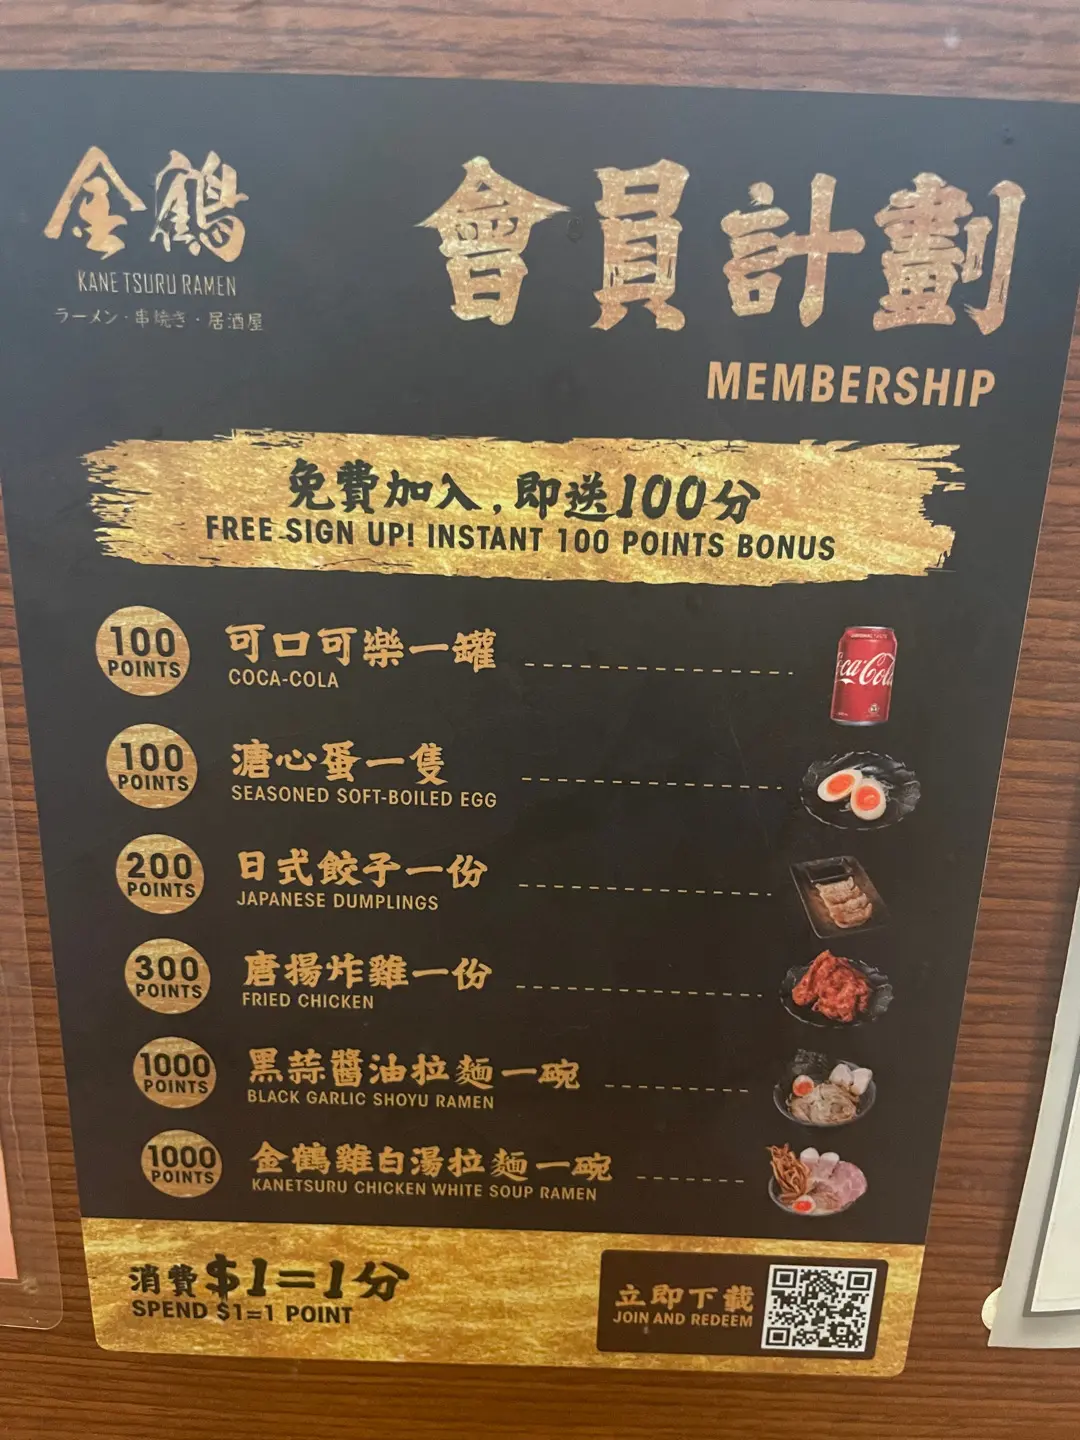 金鶴
KANE TSURU RAMEN
ラーメン・串焼き・居酒屋
會員計劃
MEMBERSHIP
免費加入,即送100分
FREE SIGN UP! INSTANT 100 POINTS BONUS
100
POINTS
可口可樂一罐
COCA-COLA
100
POINTS
溏心蛋一隻
SEASONED SOFT-BOILED EGG
200
POINTS
日式餃子一份
JAPANESE DUMPLINGS
300
POINTS
唐揚炸雞一份
FRIED CHICKEN
1000
POINTS
黑蒜醬油拉麵一碗
BLACK GARLIC SHOYU RAMEN
1000
POINTS
金鶴雞白湯拉麵一碗
KANETSURU CHICKEN WHITE SOUP RAMEN
消費$1=1分
SPEND $1=1 POINT
立即下載
JOIN AND REDEEM